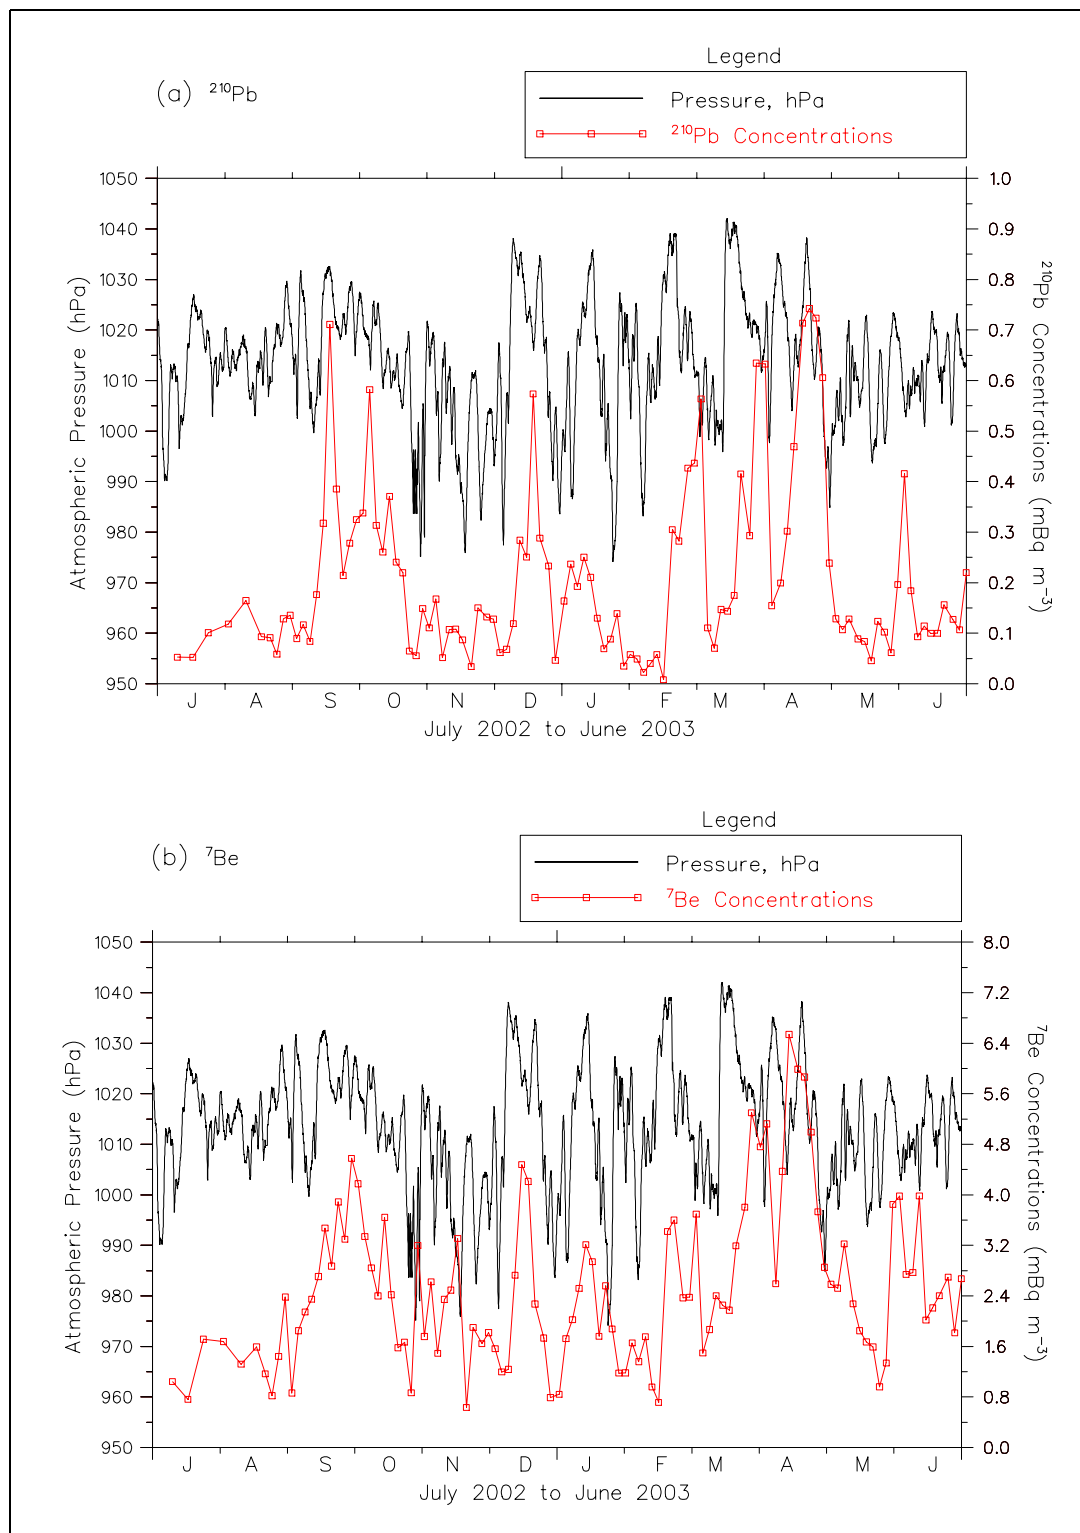 Legend
(a) ²¹⁰Pb
Pressure, hPa
²¹⁰Pb Concentrations
1050
1040
1030
1020
1010
1000
990
980
970
960
950
Atmospheric Pressure (hPa)
1.0
0.9
0.8
0.7
0.6
0.5
0.4
0.3
0.2
0.1
0.0
²¹⁰Pb Concentrations (mBq m⁻³)
J A S O N D J F M A M J
July 2002 to June 2003
Legend
(b) ⁷Be
Pressure, hPa
⁷Be Concentrations
1050
1040
1030
1020
1010
1000
990
980
970
960
950
Atmospheric Pressure (hPa)
8.0
7.2
6.4
5.6
4.8
4.0
3.2
2.4
1.6
0.8
0.0
⁷Be Concentrations (mBq m⁻³)
J A S O N D J F M A M J
July 2002 to June 2003